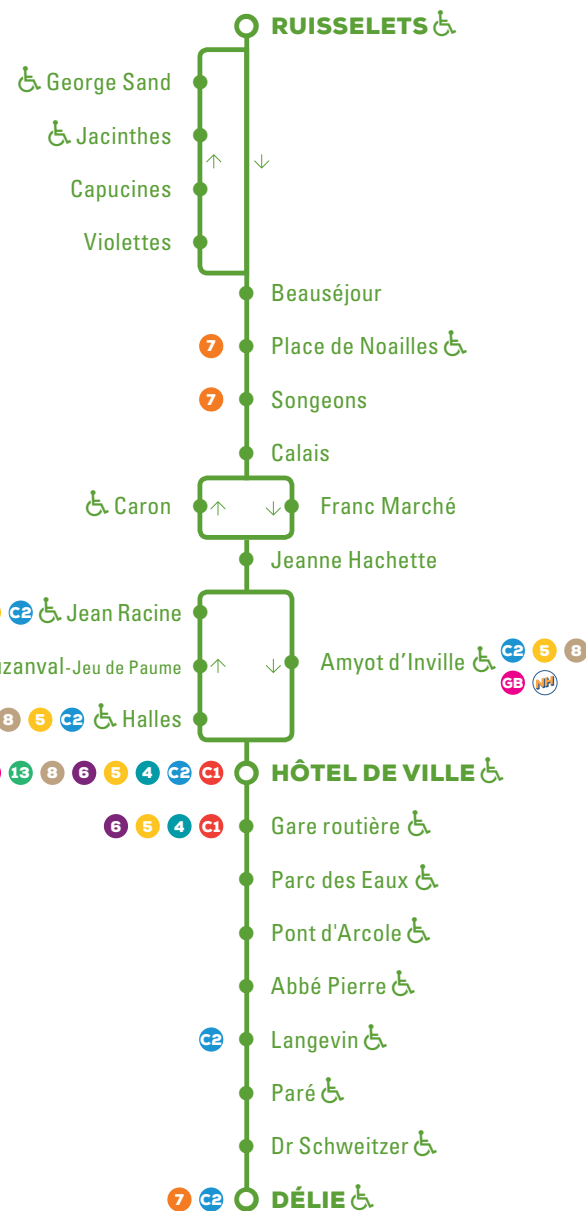 RUISSELETS
George Sand
Jacinthes
Capucines
Violettes
Beauséjour
7 Place de Noailles
7 Songeons
Calais
Caron
Franc Marché
Jeanne Hachette
C2 Jean Racine
-Jeu de Paume
Amyot d'Inville C2 5 8
GB NH
8 5 C2 Halles
13 8 6 5 4 C2 C1 HÔTEL DE VILLE
6 5 4 C1 Gare routière
Parc des Eaux
Pont d'Arcole
Abbé Pierre
C2 Langevin
Paré
Dr Schweitzer
7 C2 DÉLIE